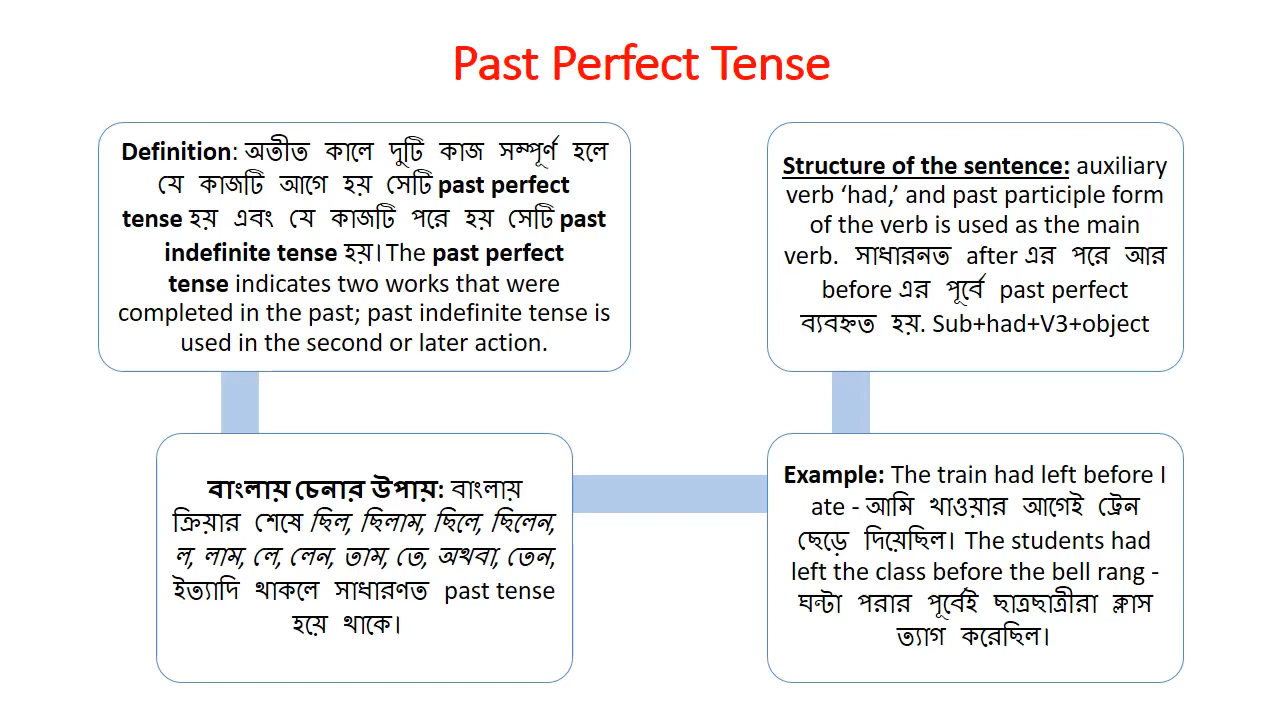 Past Perfect Tense
Definition: অতীত কালে দুটি কাজ সম্পূর্ণ হলে
যে কাজটি আগে হয় সেটি past perfect
tense হয় এবং যে কাজটি পরে হয় সেটি past
indefinite tense হয়। The past perfect
tense indicates two works that were
completed in the past; past indefinite tense is
used in the second or later action.
Structure of the sentence: auxiliary
verb ‘had,’ and past participle form
of the verb is used as the main
verb. সাধারনত after এর পরে আর
before এর পূর্বে past perfect
ব্যবহৃত হয়. Sub+had+V3+object
বাংলায় চেনার উপায়: বাংলায়
ক্রিয়ার শেষে ছিল, ছিলাম, ছিলে, ছিলেন,
ল, লাম, লে, লেন, তাম, তে, অথবা, তেন,
ইত্যাদি থাকলে সাধারণত past tense
হয়ে থাকে।
Example: The train had left before I
ate - আমি খাওয়ার আগেই ট্রেন
ছেড়ে দিয়েছিল। The students had
left the class before the bell rang -
ঘন্টা পরার পূর্বেই ছাত্রছাত্রীরা ক্লাস
ত্যাগ করেছিল।